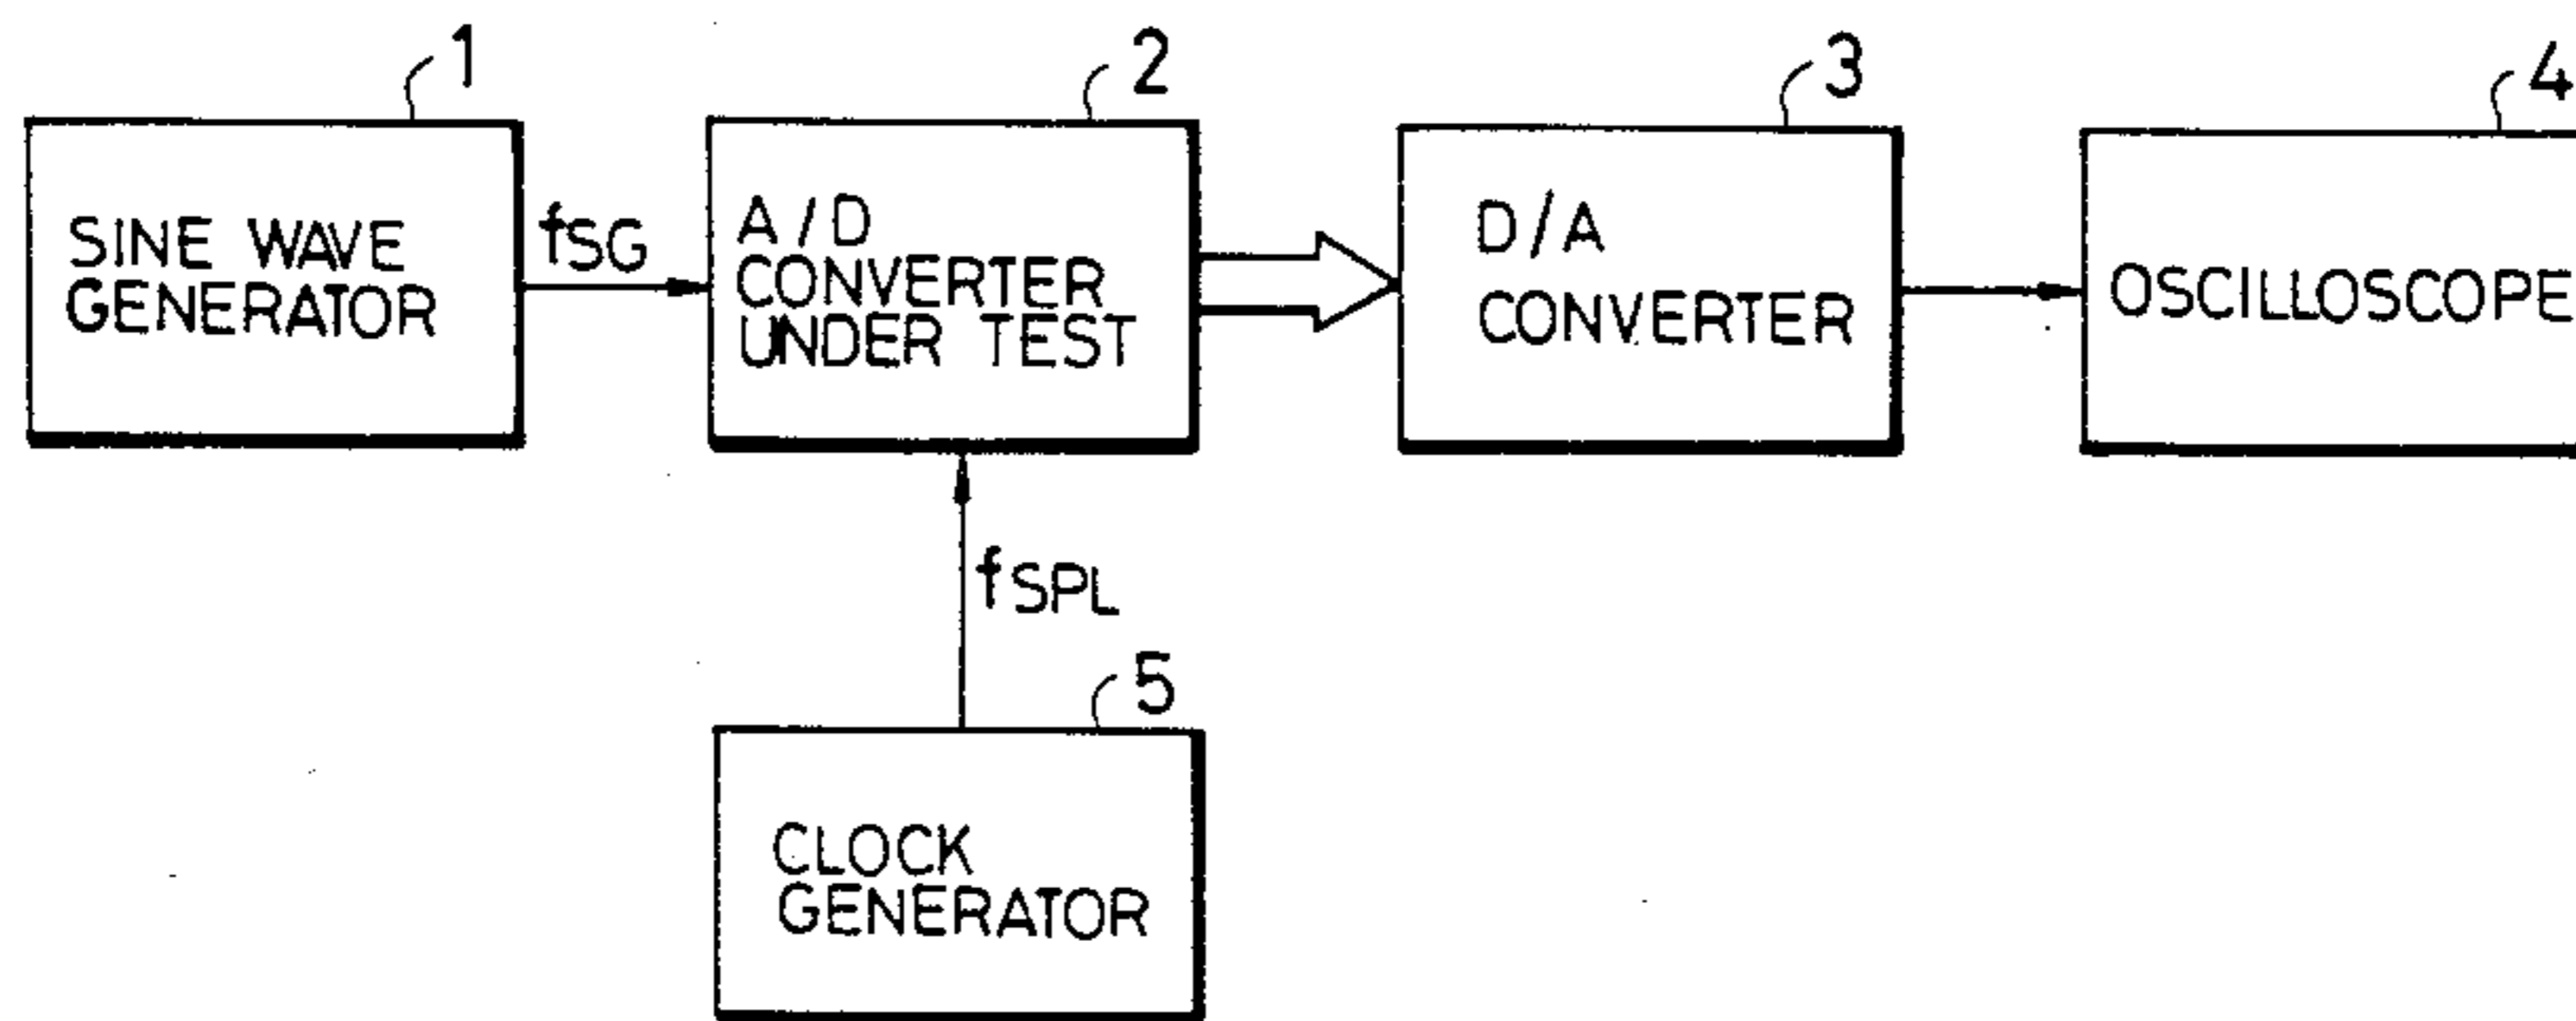 1
2
3
4
SINE WAVE
GENERATOR
fSG
A/D
CONVERTER
UNDER TEST
D/A
CONVERTER
OSCILLOSCOPE
fSPL
5
CLOCK
GENERATOR